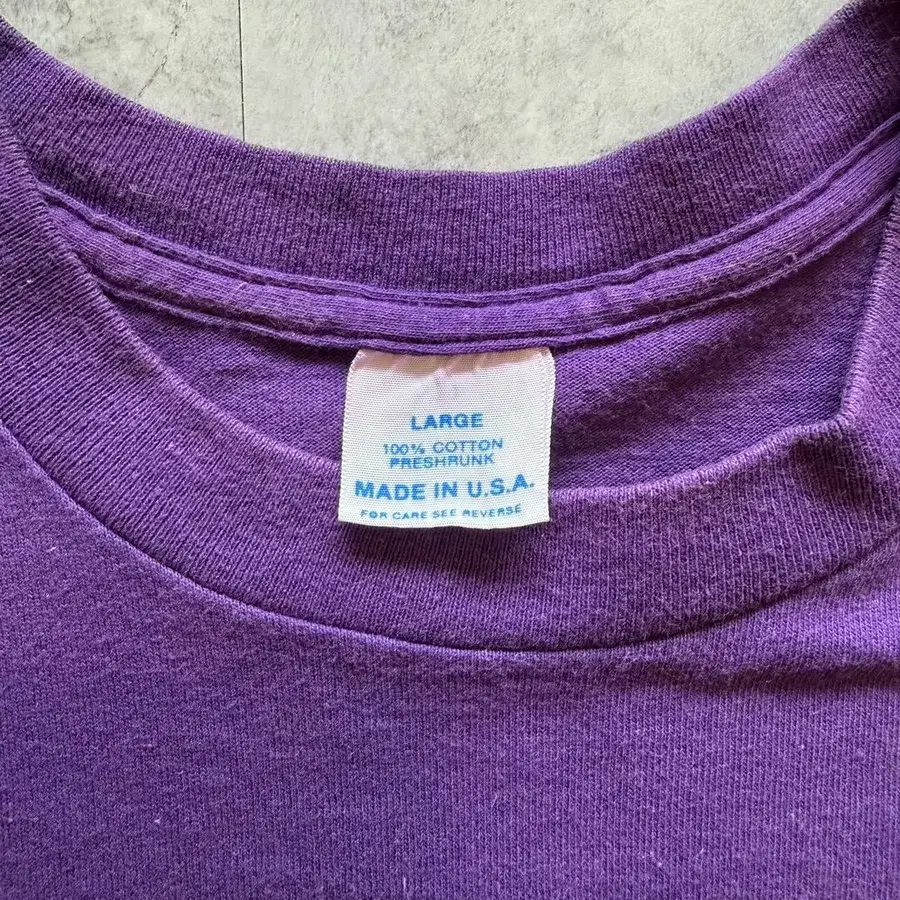 LARGE
100% COTTON
PRESHRUNK
MADE IN U.S.A.
FOR CARE SEE REVERSE